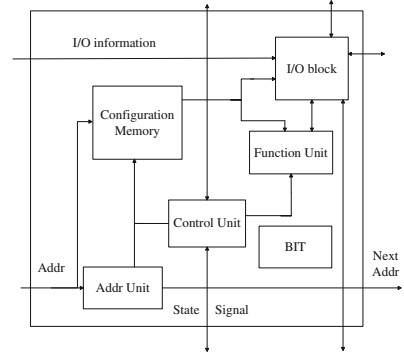 I/O information
I/O block
Configuration
Memory
Function Unit
Control Unit
BIT
Next
Addr
Addr
Addr Unit
State
Signal